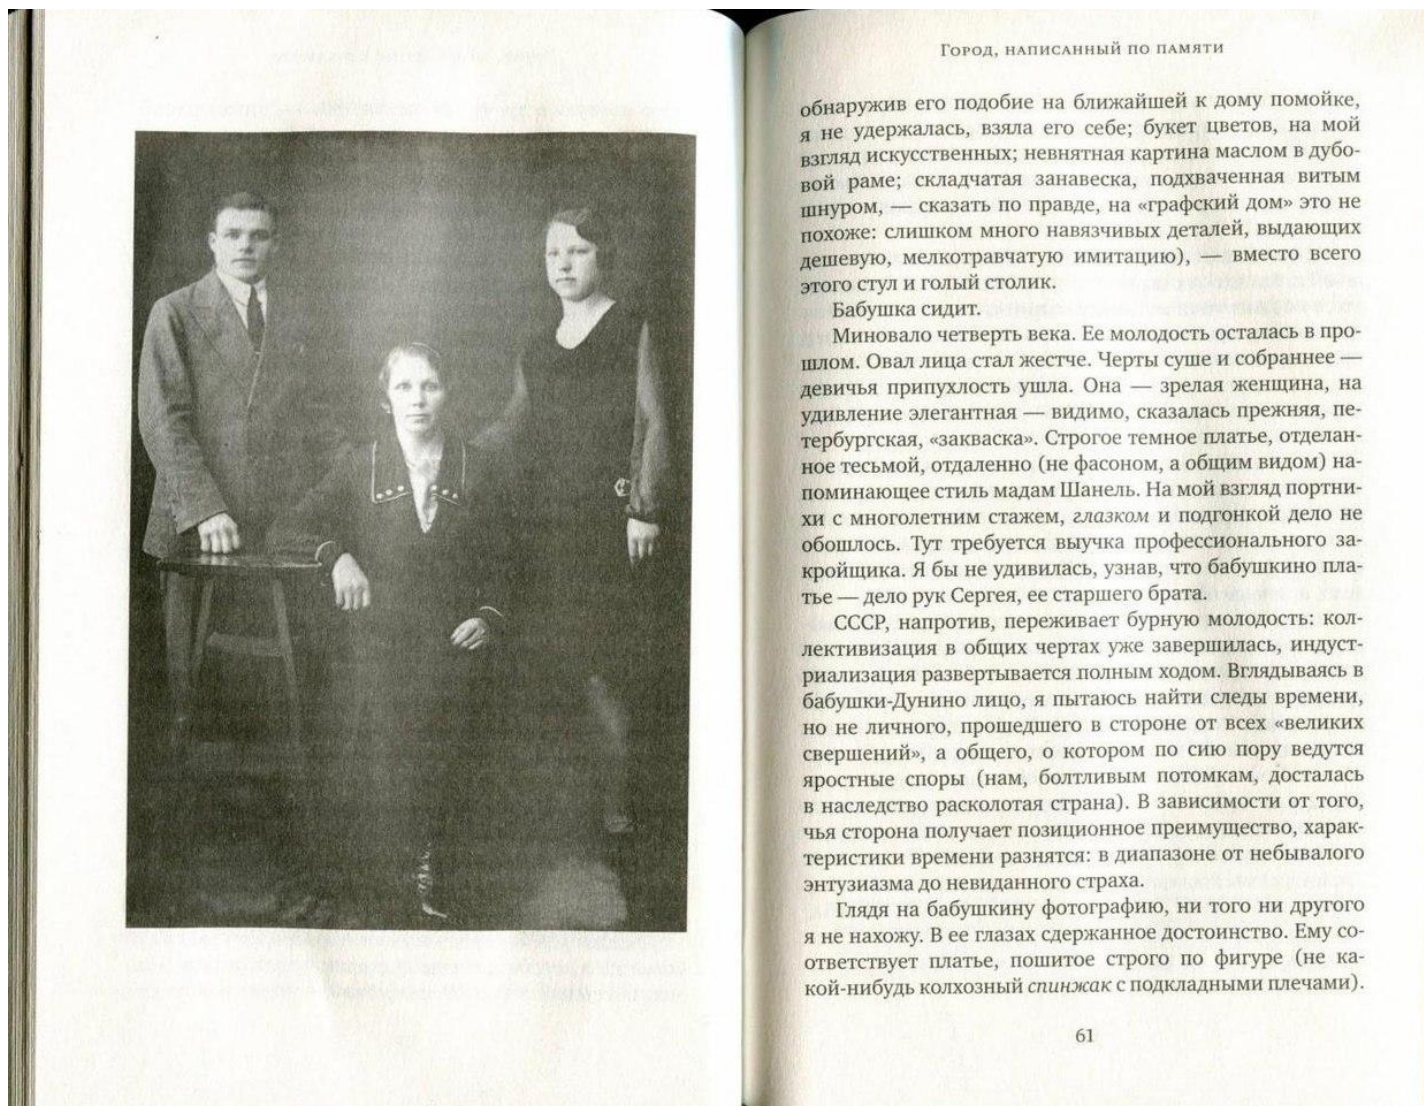 Город, написанный по памяти
обнаружив его подобие на ближайшей к дому помойке,
я не удержалась, взяла его себе; букет цветов, на мой
взгляд искусственных; невнятная картина маслом в дубо-
вой раме; складчатая занавеска, подхваченная витым
шнуром, — сказать по правде, на «графский дом» это не
похоже: слишком много навязчивых деталей, выдающих
дешевую, мелкотравчатую имитацию), — вместо всего
этого стул и голый столик.
Бабушка сидит.
Миновало четверть века. Ее молодость осталась в про-
шлом. Овал лица стал жестче. Черты суше и собраннее —
девичья припухлость ушла. Она — зрелая женщина, на
удивление элегантная — видимо, сказалась прежняя, пе-
тербургская, «закваска». Строгое темное платье, отделан-
ное тесьмой, отдаленно (не фасоном, а общим видом) на-
поминающее стиль мадам Шанель. На мой взгляд портни-
хи с многолетним стажем, глазком и подгонкой дело не
обошлось. Тут требуется выучка профессионального за-
кройщика. Я бы не удивилась, узнав, что бабушкино пла-
тье — дело рук Сергея, ее старшего брата.
СССР, напротив, переживает бурную молодость: кол-
лективизация в общих чертах уже завершилась, индуст-
риализация развертывается полным ходом. Вглядываясь в
бабушки-Дунино лицо, я пытаюсь найти следы времени,
но не личного, прошедшего в стороне от всех «великих
свершений», а общего, о котором по сию пору ведутся
яростные споры (нам, болтливым потомкам, досталась
в наследство расколотая страна). В зависимости от того,
чья сторона получает позиционное преимущество, харак-
теристики времени разнятся: в диапазоне от небывалого
энтузиазма до невиданного страха.
Глядя на бабушкину фотографию, ни того ни другого
я не нахожу. В ее глазах сдержанное достоинство. Ему со-
ответствует платье, пошитое строго по фигуре (не ка-
кой-нибудь колхозный спинжак с подкладными плечами).
61